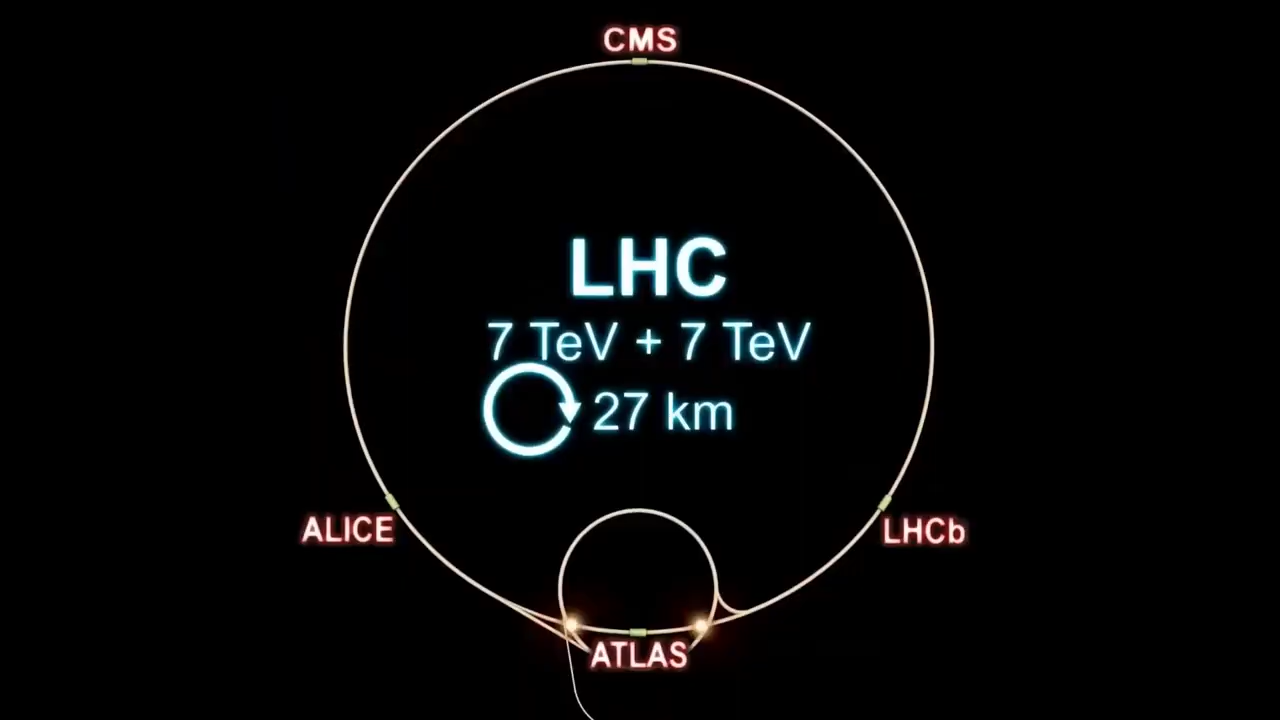 CMS
LHC
7 TeV + 7 TeV
27 km
ALICE
LHCb
ATLAS